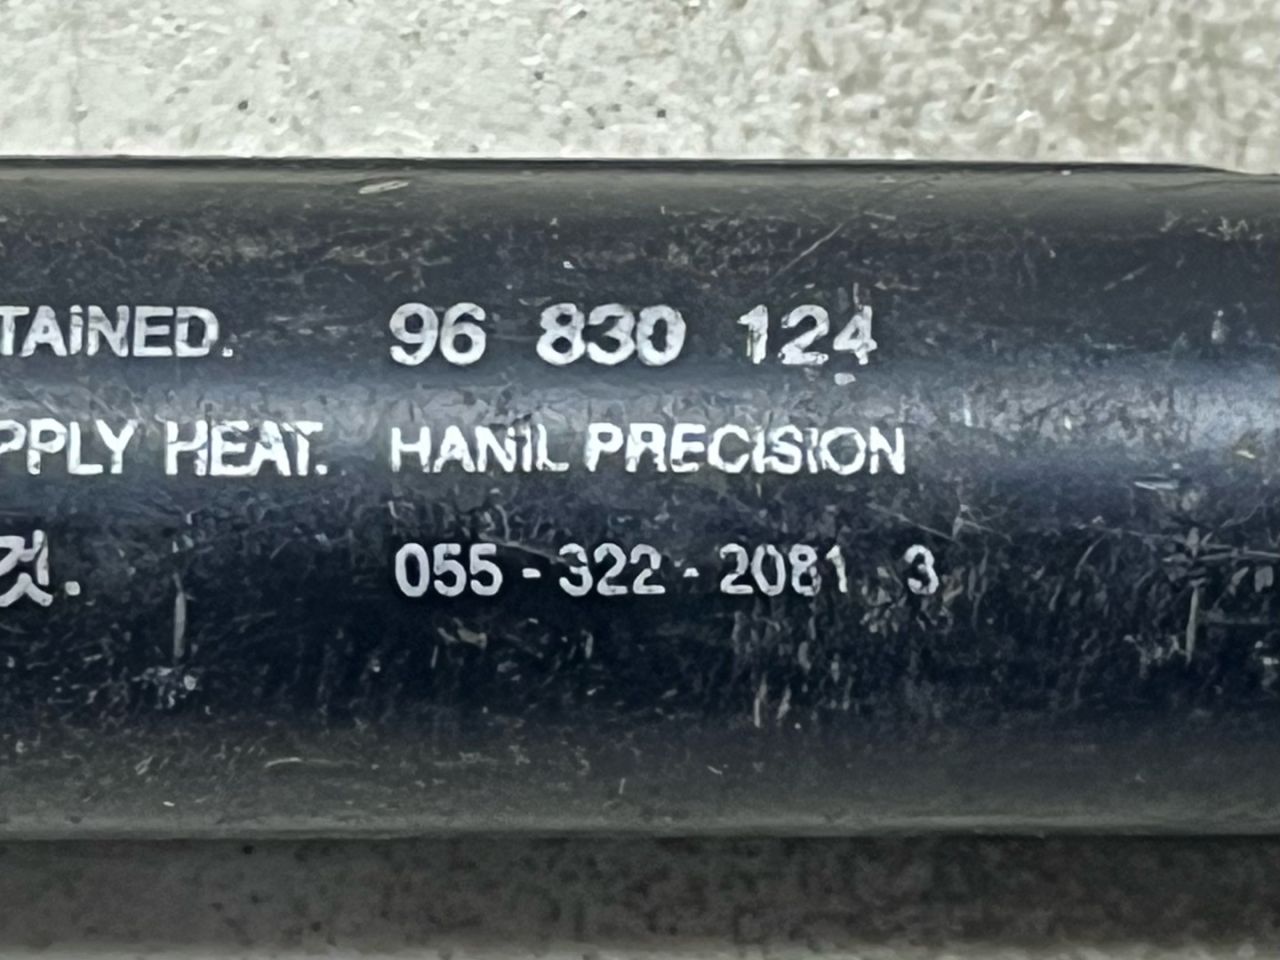 TAINED. 96 830 124
PPLY HEAT. HANIL PRECISION
것. 055-322-2081 3